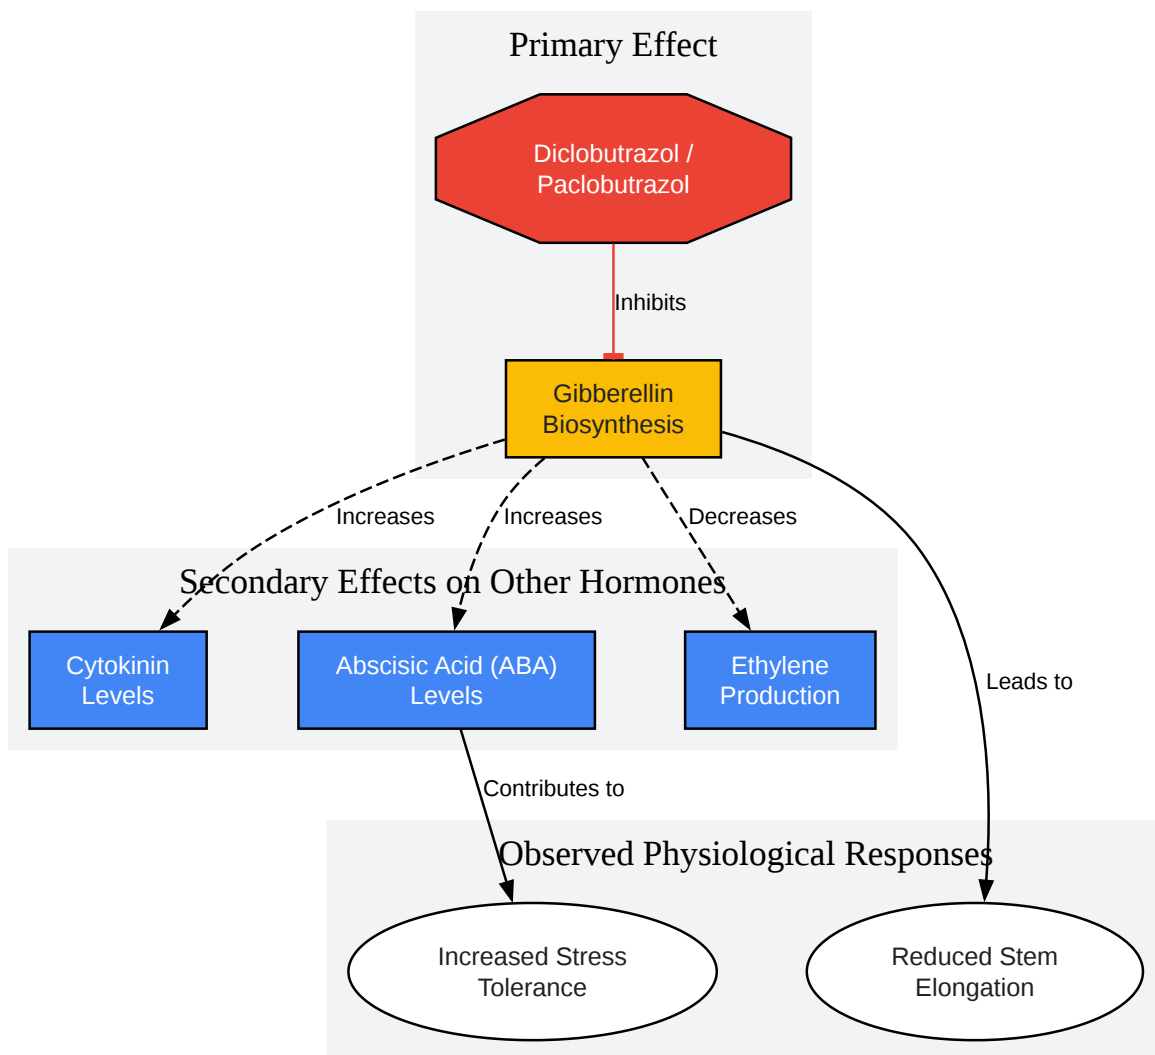 Primary Effect
Diclobutrazol /
Paclobutrazol
Inhibits
Gibberellin
Biosynthesis
Increases
Increases
Decreases
Secondary Effects on Other Hormones
Cytokinin
Levels
Abscisic Acid (ABA)
Levels
Ethylene
Production
Leads to
Contributes to
Observed Physiological Responses
Increased Stress
Tolerance
Reduced Stem
Elongation